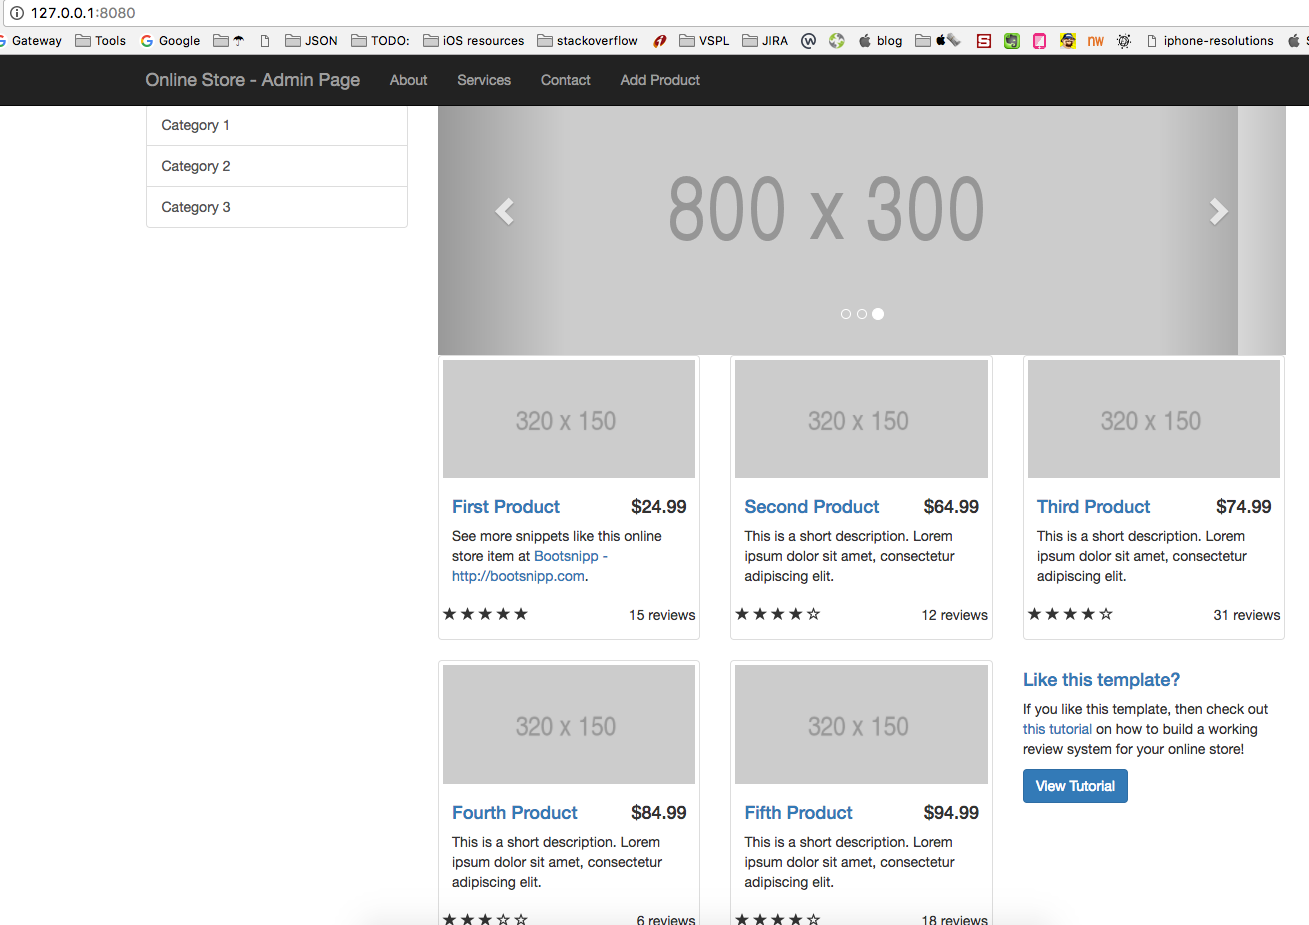 127.0.0.1:8080
Gateway Tools Google JSON TODO: iOS resources stackoverflow VSPL JIRA blog nw iphone-resolutions
Online Store - Admin Page About Services Contact Add Product
Category 1
Category 2
Category 3
800 x 300
320 x 150 320 x 150 320 x 150
First Product $24.99
See more snippets like this online
store item at Bootsnipp -
http://bootsnipp.com.
15 reviews
Second Product $64.99
This is a short description. Lorem
ipsum dolor sit amet, consectetur
adipiscing elit.
12 reviews
Third Product $74.99
This is a short description. Lorem
ipsum dolor sit amet, consectetur
adipiscing elit.
31 reviews
320 x 150 320 x 150
Fourth Product $84.99
This is a short description. Lorem
ipsum dolor sit amet, consectetur
adipiscing elit.
6 reviews
Fifth Product $94.99
This is a short description. Lorem
ipsum dolor sit amet, consectetur
adipiscing elit.
18 reviews
Like this template?
If you like this template, then check out
this tutorial on how to build a working
review system for your online store!
View Tutorial